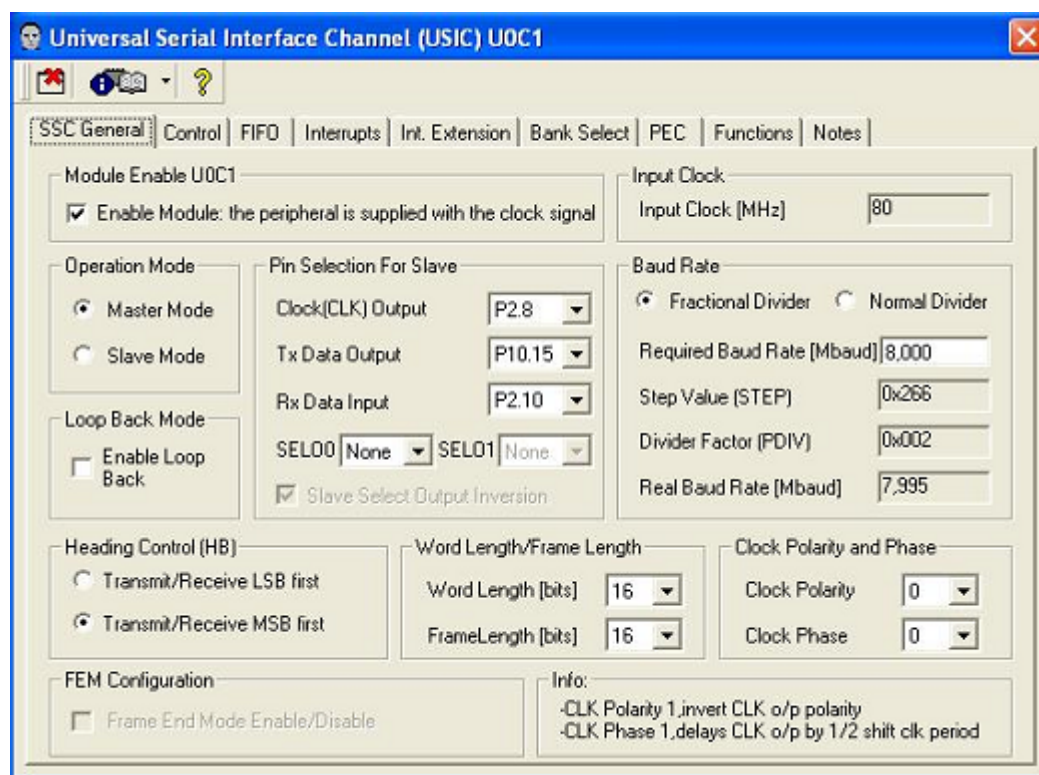 Universal Serial Interface Channel (USIC) U0C1
SSC General Control FIFO Interrupts Int. Extension Bank Select PEC Functions Notes
Module Enable U0C1
Enable Module: the peripheral is supplied with the clock signal
Input Clock
Input Clock [MHz] 80
Operation Mode
Master Mode
Slave Mode
Loop Back Mode
Enable Loop
Back
Pin Selection For Slave
Clock(CLK) Output P2.8
Tx Data Output P10.15
Rx Data Input P2.10
SELO0 None SELO1 None
Slave Select Output Inversion
Baud Rate
Fractional Divider Normal Divider
Required Baud Rate [Mbaud] 8,000
Step Value (STEP) 0x266
Divider Factor (PDIV) 0x002
Real Baud Rate [Mbaud] 7,995
Heading Control (HB)
Transmit/Receive LSB first
Transmit/Receive MSB first
Word Length/Frame Length
Word Length [bits] 16
FrameLength [bits] 16
Clock Polarity and Phase
Clock Polarity 0
Clock Phase 0
FEM Configuration
Frame End Mode Enable/Disable
Info:
-CLK Polarity 1,invert CLK o/p polarity
-CLK Phase 1,delays CLK o/p by 1/2 shift clk period